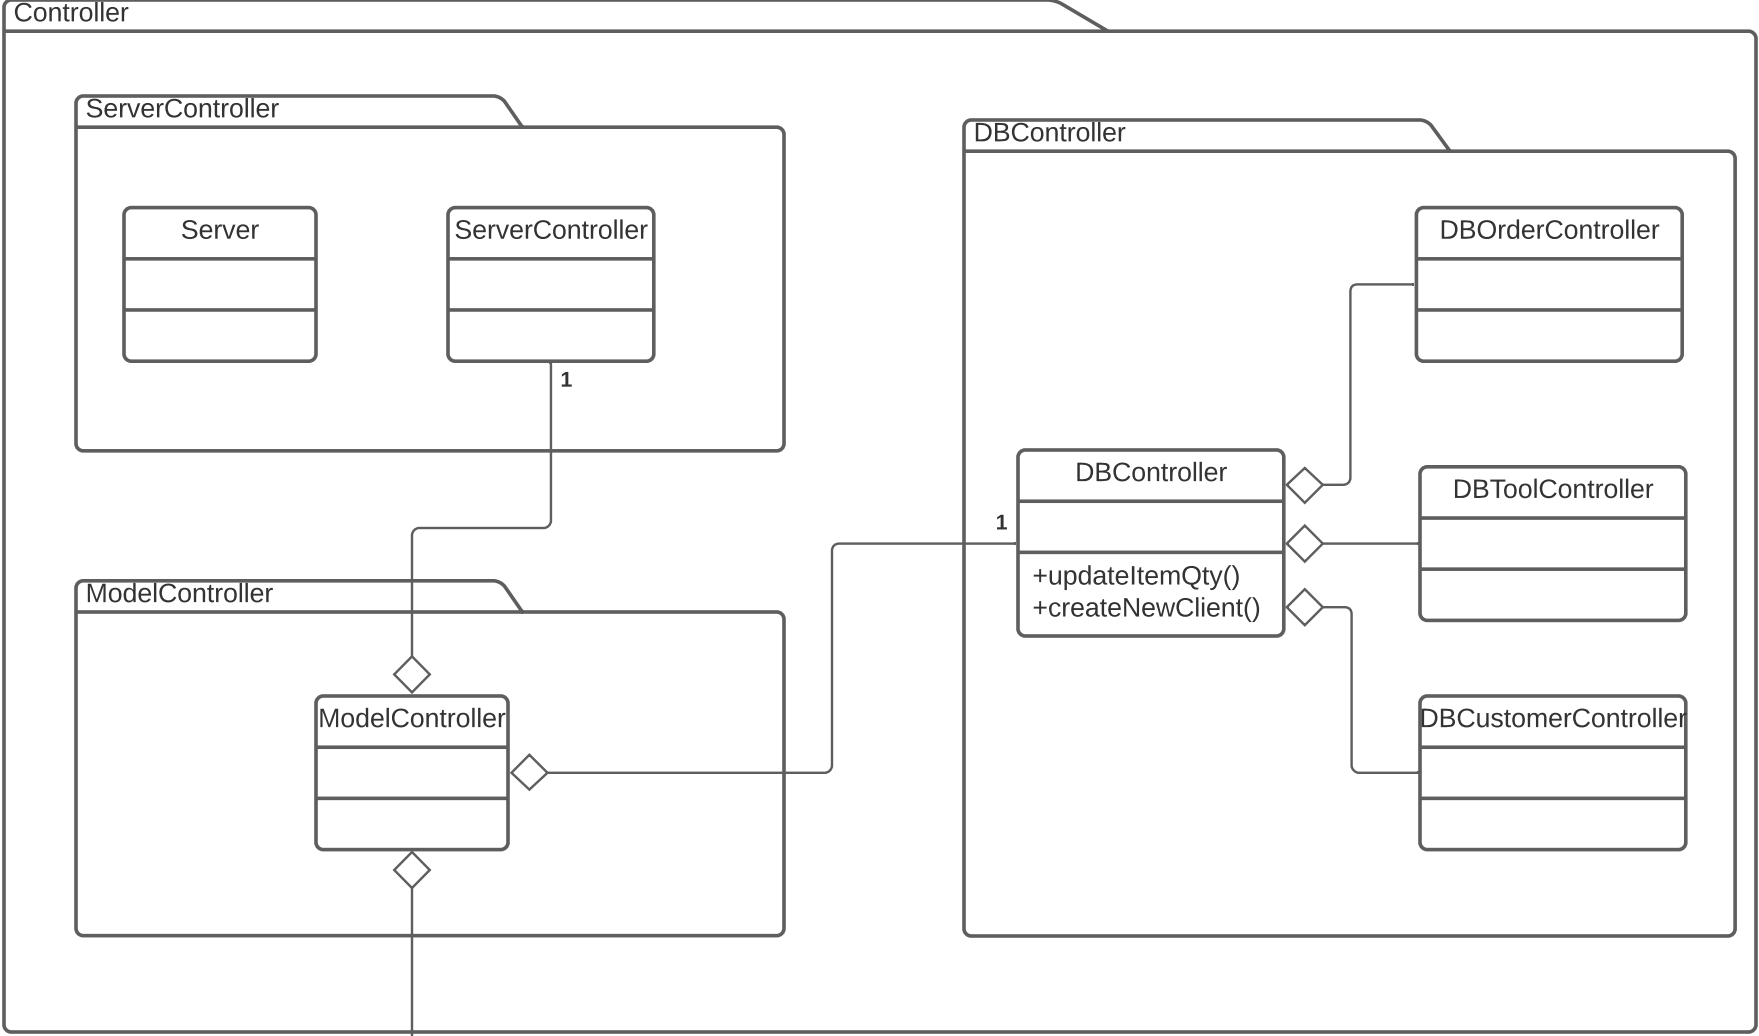 Controller
ServerController
DBController
Server
ServerController
DBOrderController
1
DBController
DBToolController
1
+updateItemQty()
+createNewClient()
ModelController
ModelController
DBCustomerController